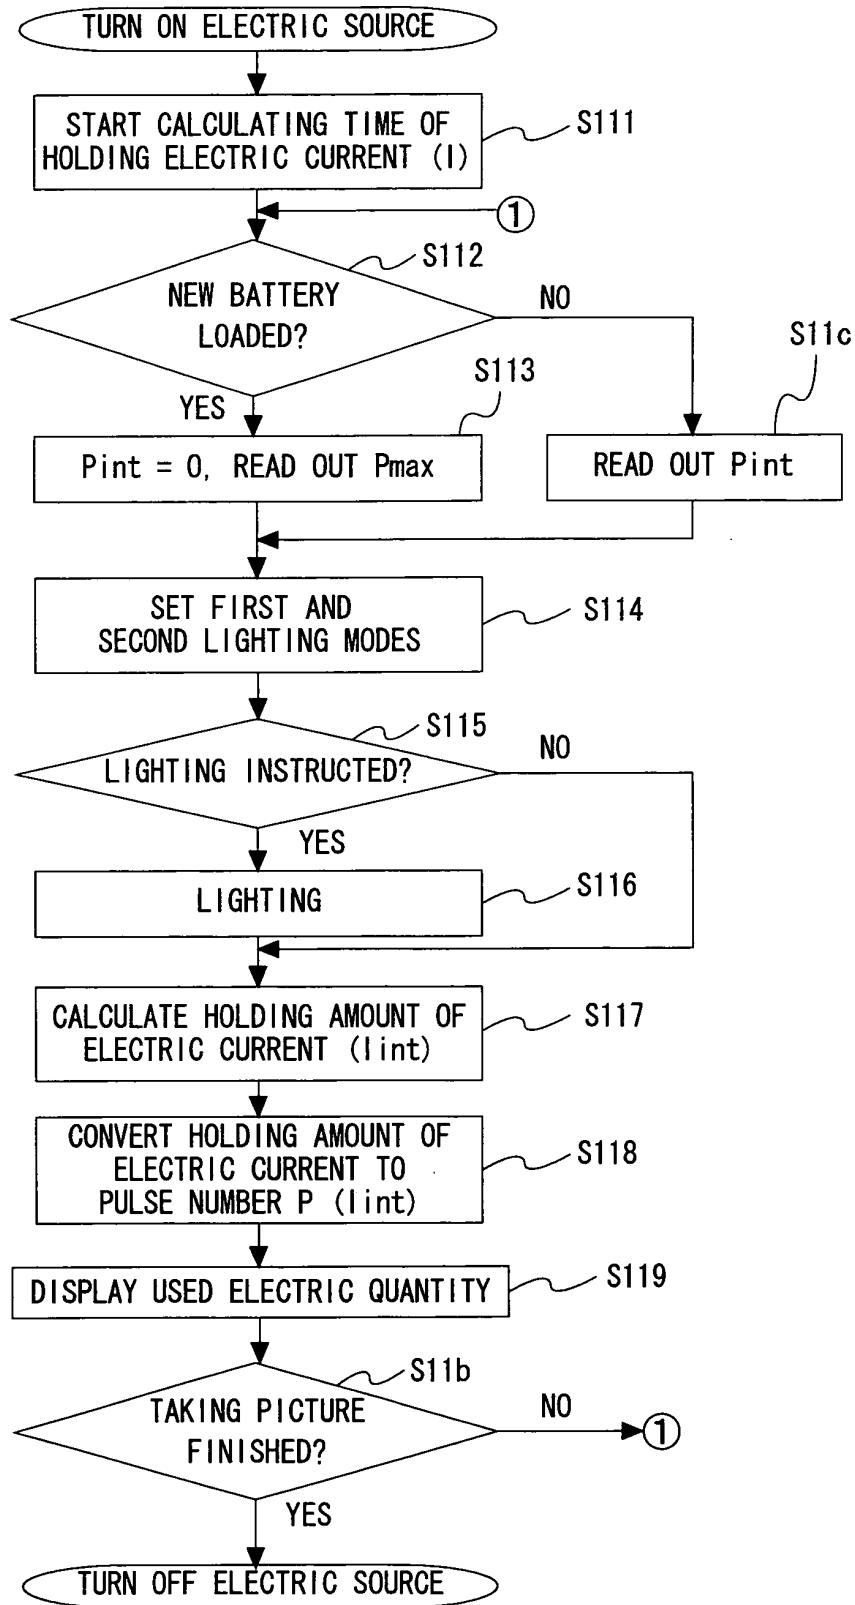 TURN ON ELECTRIC SOURCE
START CALCULATING TIME OF
HOLDING ELECTRIC CURRENT (I)
S111
①
S112
NEW BATTERY
LOADED?
NO
YES
S113
S11c
Pint = 0, READ OUT Pmax
READ OUT Pint
SET FIRST AND
SECOND LIGHTING MODES
S114
S115
LIGHTING INSTRUCTED?
NO
YES
LIGHTING
S116
CALCULATE HOLDING AMOUNT OF
ELECTRIC CURRENT (Iint)
S117
CONVERT HOLDING AMOUNT OF
ELECTRIC CURRENT TO
PULSE NUMBER P (Iint)
S118
DISPLAY USED ELECTRIC QUANTITY
S119
S11b
TAKING PICTURE
FINISHED?
NO
①
YES
TURN OFF ELECTRIC SOURCE